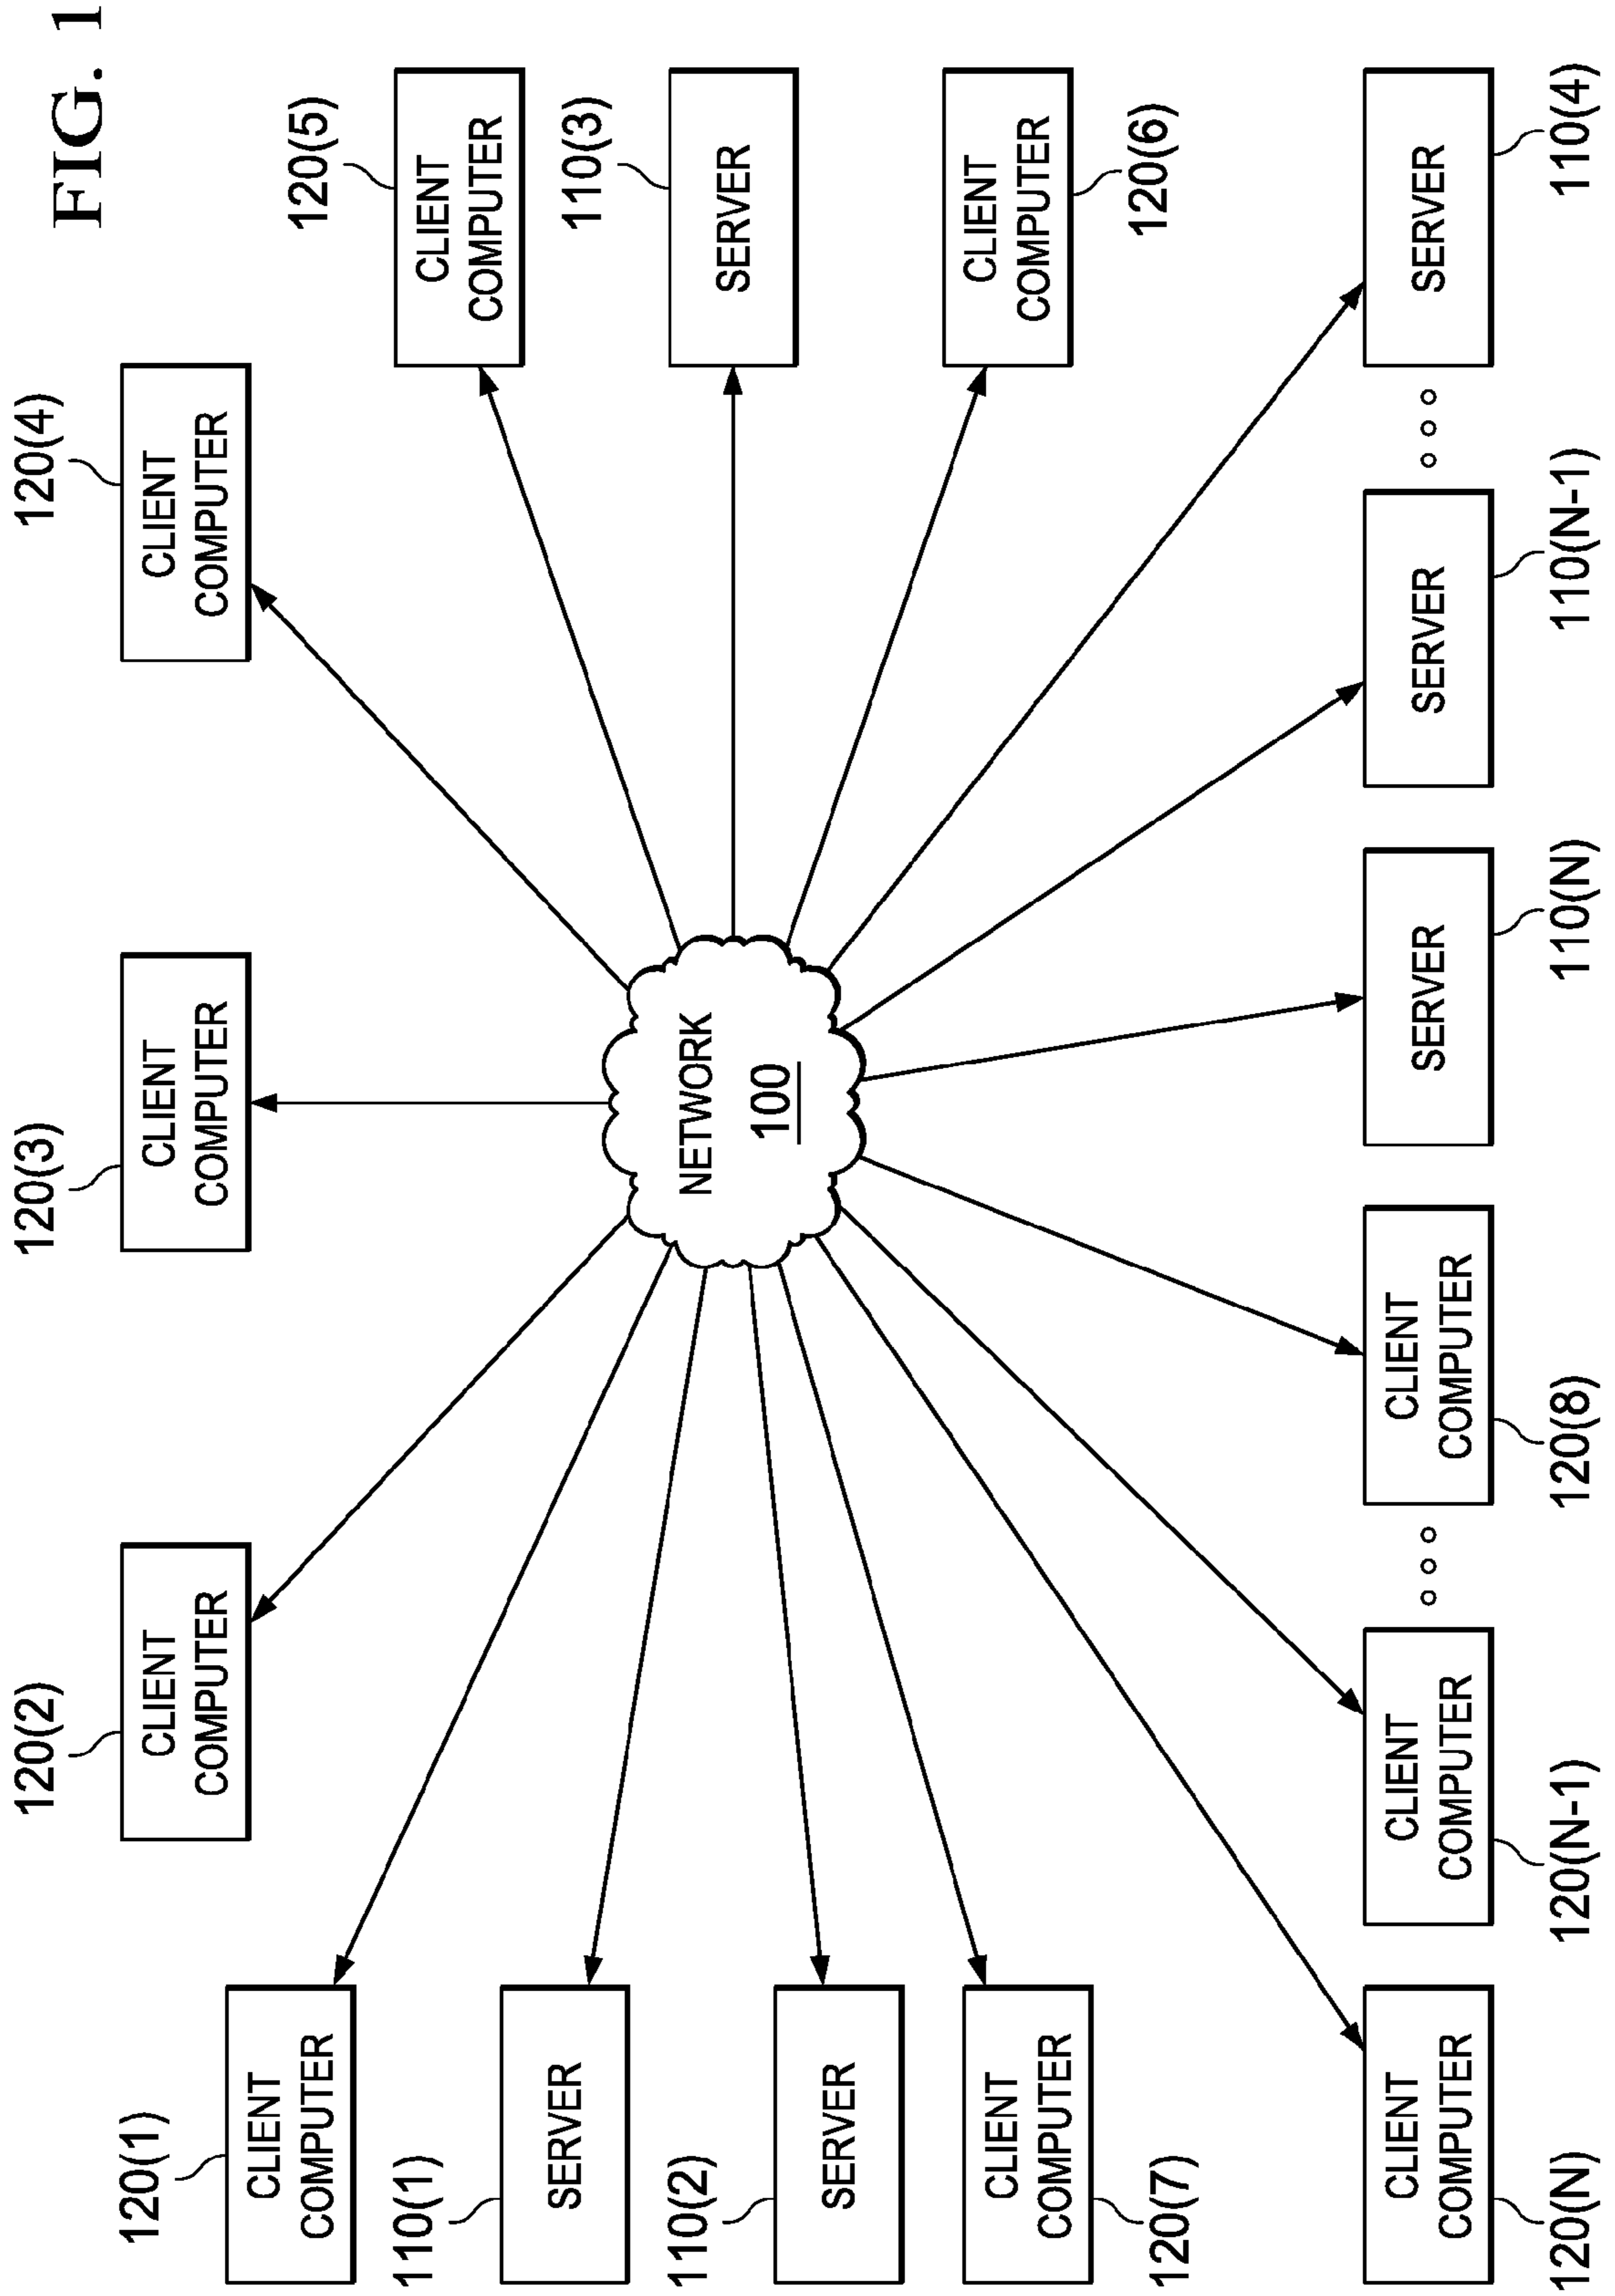 FIG. 1
120(2)
120(3)
120(4)
CLIENT
COMPUTER
CLIENT
COMPUTER
CLIENT
COMPUTER
120(1)
CLIENT
COMPUTER
120(5)
CLIENT
COMPUTER
110(1)
SERVER
110(3)
SERVER
NETWORK
100
110(2)
SERVER
CLIENT
COMPUTER
120(6)
CLIENT
COMPUTER
120(7)
CLIENT
COMPUTER
CLIENT
COMPUTER
CLIENT
COMPUTER
SERVER
SERVER
SERVER
120(N)
120(N-1)
120(8)
110(N)
110(N-1)
110(4)